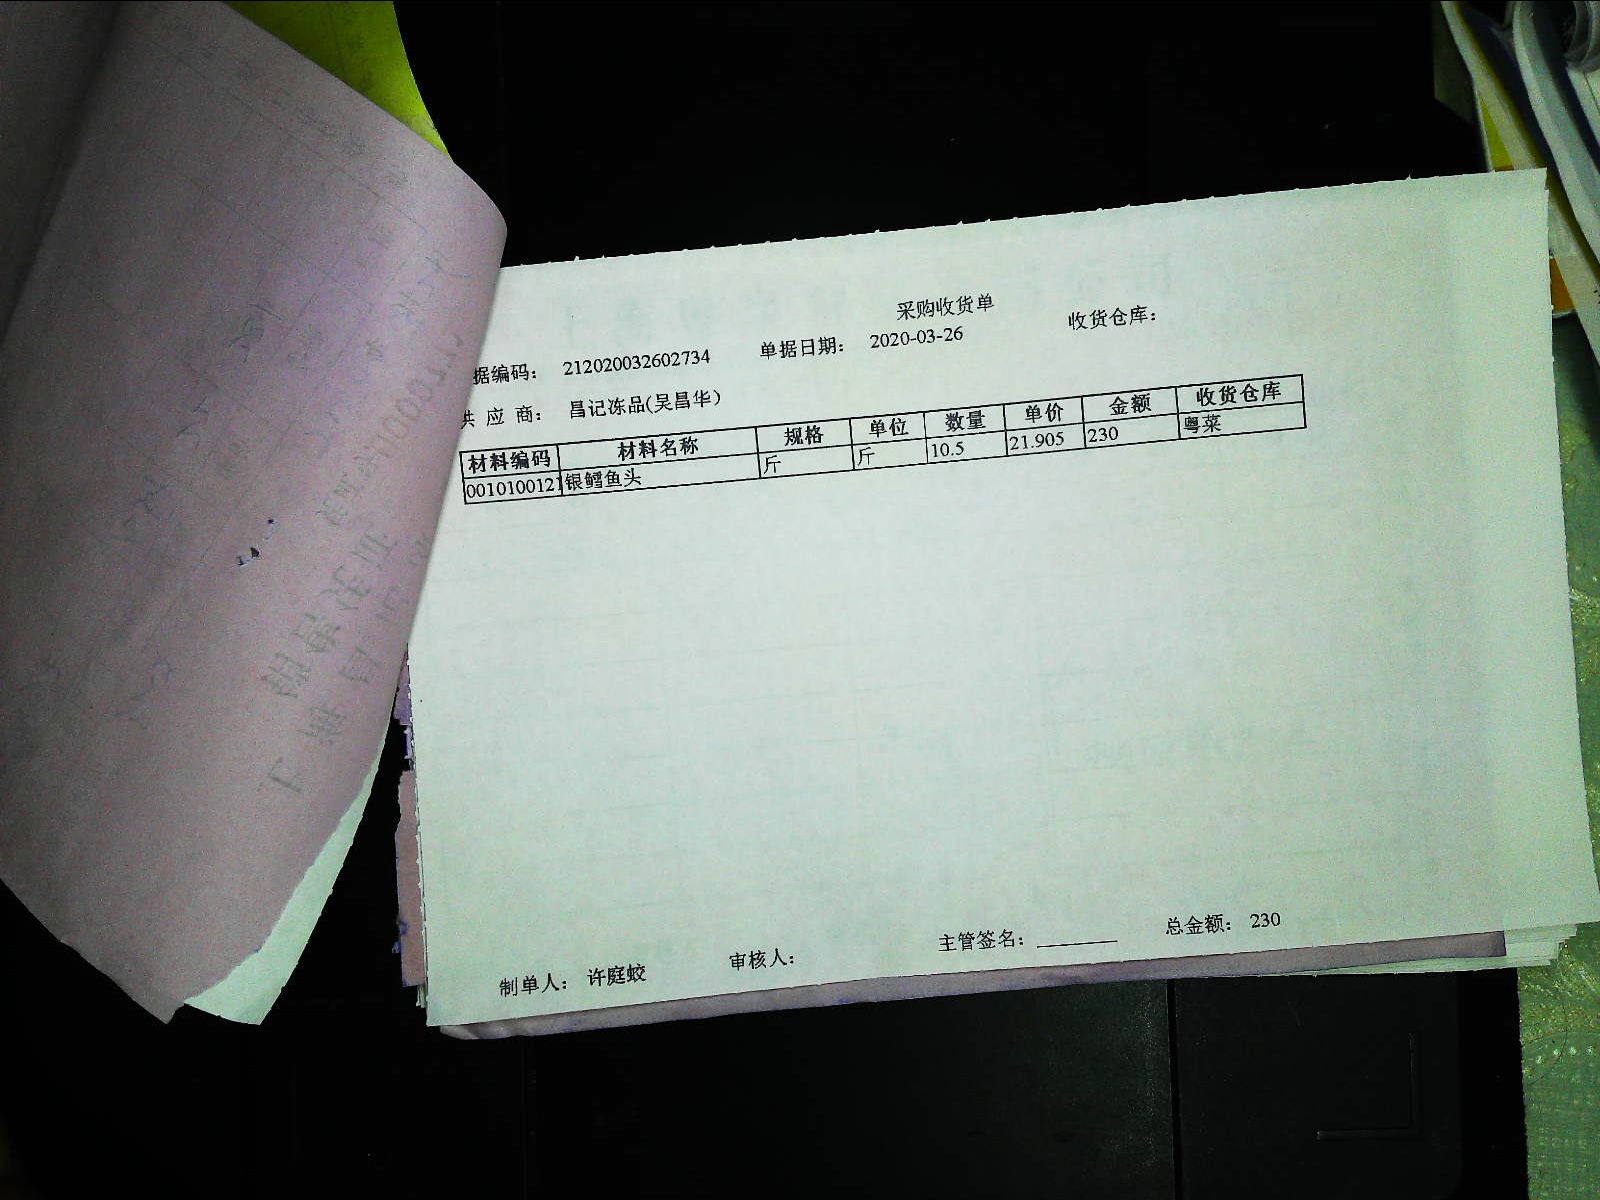 采购收货单
据编码： 212020032602734 单据日期： 2020-03-26 收货仓库：
供 应 商： 昌记冻品(吴昌华)
材料编码 材料名称 规格 单位 数量 单价 金额 收货仓库
0010100121 银鳕鱼头 斤 斤 10.5 21.905 230 粤菜
制单人： 许庭蛟 审核人： 主管签名：________ 总金额： 230